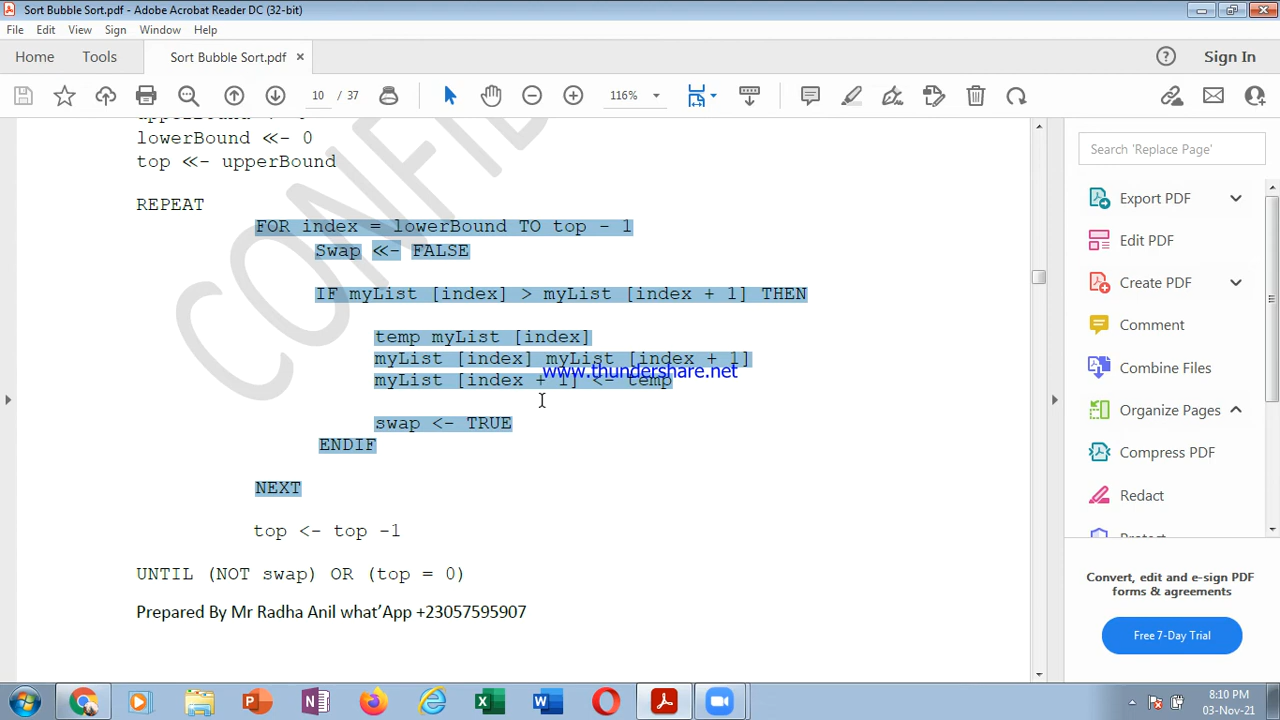 Sort Bubble Sort.pdf - Adobe Acrobat Reader DC (32-bit)
File Edit View Sign Window Help
Home Tools Sort Bubble Sort.pdf × Sign In
10 / 37 116%
lowerBound ≪- 0
top ≪- upperBound
REPEAT
FOR index = lowerBound TO top - 1
Swap ≪- FALSE
IF myList [index] > myList [index + 1] THEN
temp myList [index]
myList [index] myList [index + 1]
www.thundershare.net
myList [index + 1] <- temp
swap <- TRUE
ENDIF
NEXT
top <- top -1
UNTIL (NOT swap) OR (top = 0)
Prepared By Mr Radha Anil what'App +23057595907
Search 'Replace Page'
Export PDF
Edit PDF
Create PDF
Comment
Combine Files
Organize Pages
Compress PDF
Redact
Protect
Convert, edit and e-sign PDF
forms & agreements
Free 7-Day Trial
8:10 PM
03-Nov-21